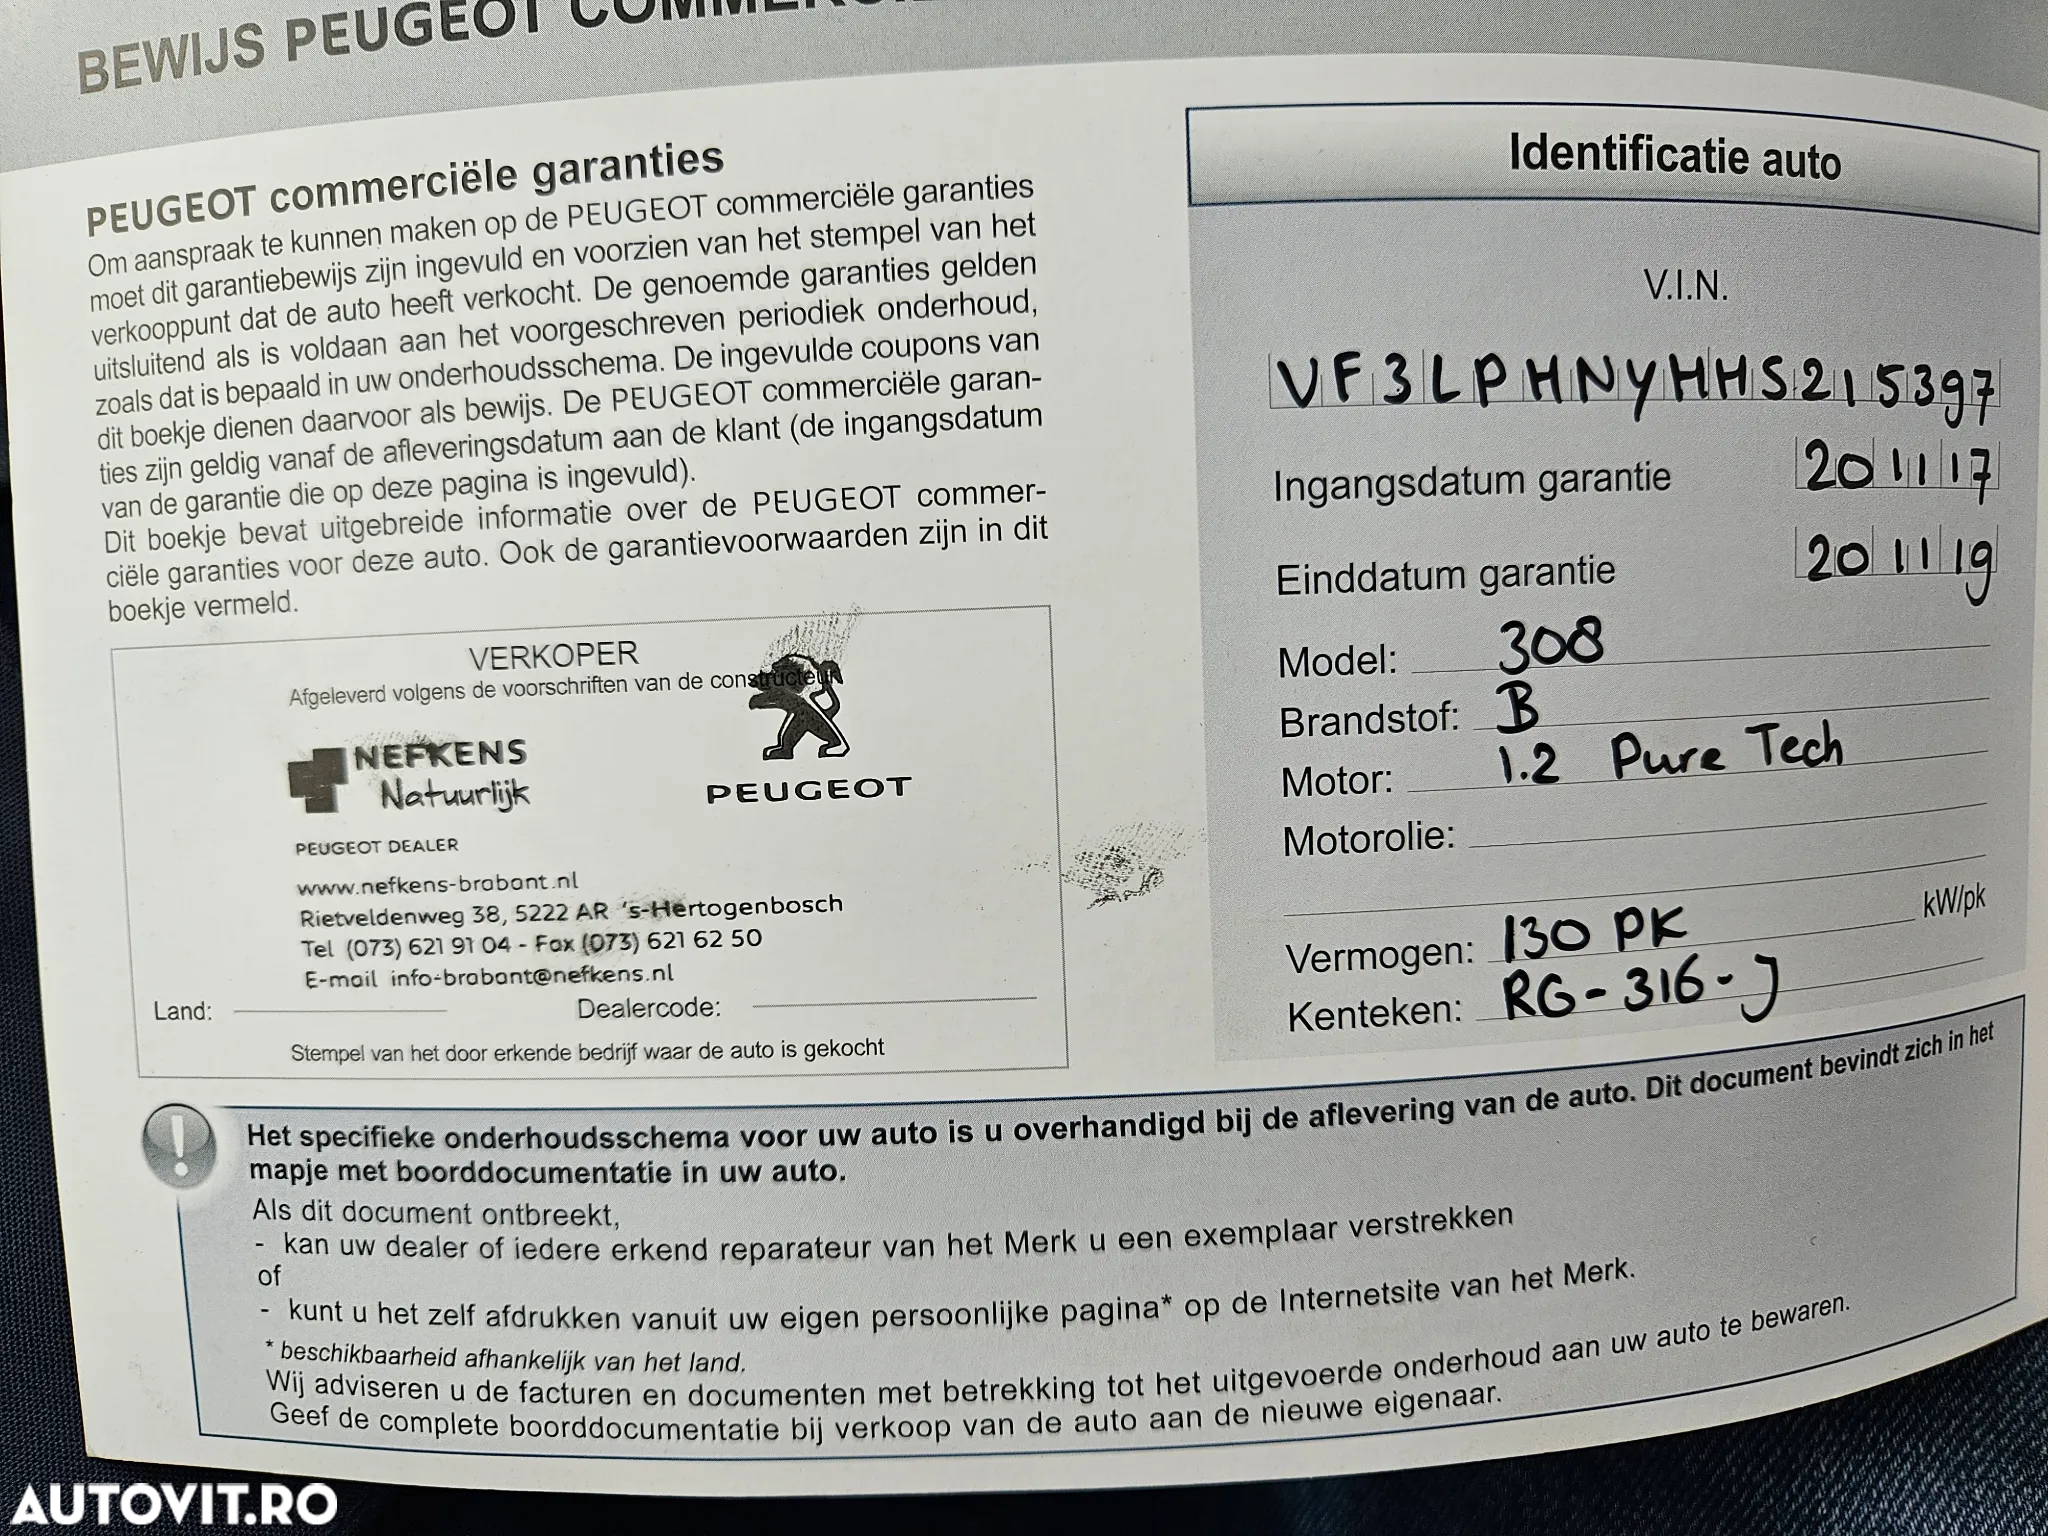 BEWIJS PEUGEOT
PEUGEOT commerciële garanties
Om aanspraak te kunnen maken op de PEUGEOT commerciële garanties
moet dit garantiebewijs zijn ingevuld en voorzien van het stempel van het
verkooppunt dat de auto heeft verkocht. De genoemde garanties gelden
uitsluitend als is voldaan aan het voorgeschreven periodiek onderhoud,
zoals dat is bepaald in uw onderhoudsschema. De ingevulde coupons van
dit boekje dienen daarvoor als bewijs. De PEUGEOT commerciële garan-
ties zijn geldig vanaf de afleveringsdatum aan de klant (de ingangsdatum
van de garantie die op deze pagina is ingevuld).
Dit boekje bevat uitgebreide informatie over de PEUGEOT commer-
ciële garanties voor deze auto. Ook de garantievoorwaarden zijn in dit
boekje vermeld.
VERKOPER
Afgeleverd volgens de voorschriften van de constructeur
NEFKENS
Natuurlijk
PEUGEOT
PEUGEOT DEALER
www.nefkens-brabant.nl
Rietveldenweg 38, 5222 AR 's-Hertogenbosch
Tel (073) 621 91 04 - Fax (073) 621 62 50
E-mail info-brabant@nefkens.nl
Land:
Dealercode:
Stempel van het door erkende bedrijf waar de auto is gekocht
Identificatie auto
V.I.N.
VF3LPHNYHHS215397
Ingangsdatum garantie 20 11 17
Einddatum garantie 20 11 19
Model: 308
Brandstof: B
Motor: 1.2 Pure Tech
Motorolie:
kW/pk
Vermogen: 130 PK
Kenteken: RG-316-J
Het specifieke onderhoudsschema voor uw auto is u overhandigd bij de aflevering van de auto. Dit document bevindt zich in het
mapje met boorddocumentatie in uw auto.
Als dit document ontbreekt,
- kan uw dealer of iedere erkend reparateur van het Merk u een exemplaar verstrekken
of
- kunt u het zelf afdrukken vanuit uw eigen persoonlijke pagina* op de Internetsite van het Merk.
* beschikbaarheid afhankelijk van het land.
Wij adviseren u de facturen en documenten met betrekking tot het uitgevoerde onderhoud aan uw auto te bewaren.
Geef de complete boorddocumentatie bij verkoop van de auto aan de nieuwe eigenaar.
AUTOVIT.RO